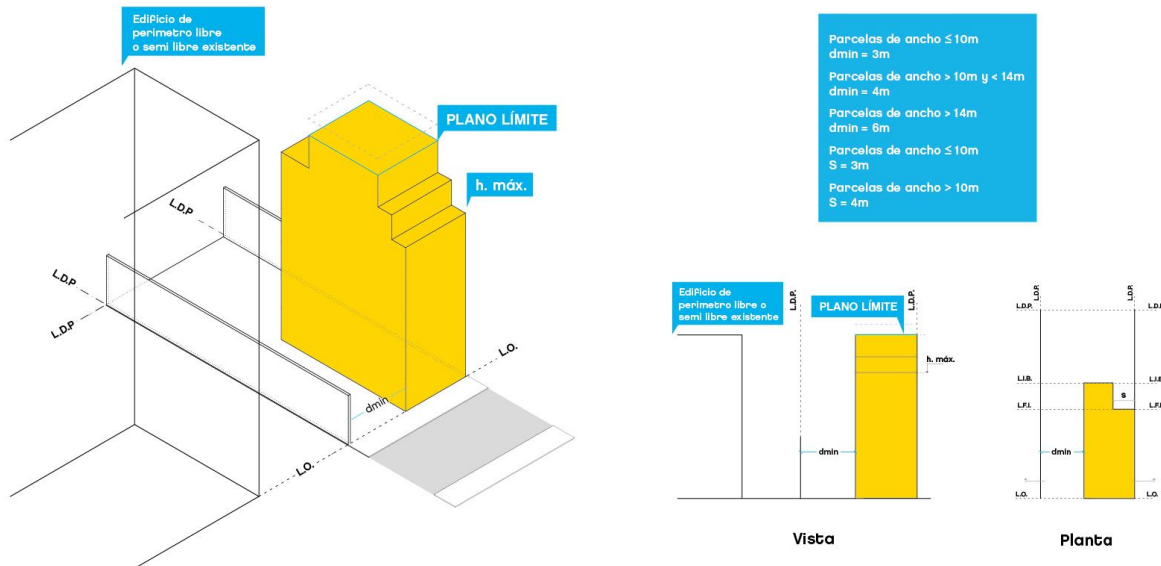 Edificio de
perimetro libre
o semi libre existente
PLANO LÍMITE
h. máx.
L.D.P
L.D.P
L.D.P
L.O.
dmin
L.O.
Parcelas de ancho ≤ 10m
dmin = 3m
Parcelas de ancho > 10m y < 14m
dmin = 4m
Parcelas de ancho > 14m
dmin = 6m
Parcelas de ancho ≤ 10m
S = 3m
Parcelas de ancho > 10m
S = 4m
Edificio de
perimetro libre o
semi libre existente
L.D.P.
PLANO LÍMITE
L.D.P.
h. máx.
dmin
Vista
L.D.P.
L.D.P.
L.D.P.
L.I.B.
S
L.F.I.
dmin
L.O.
L.O.
Planta